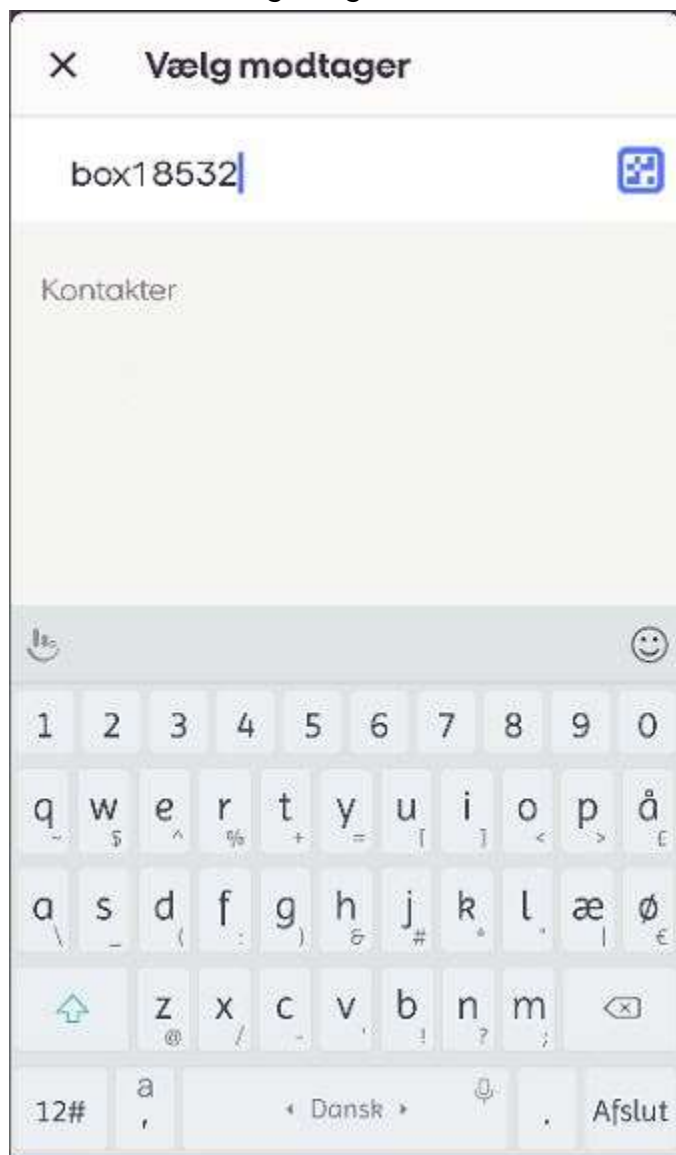 Vælg modtager
box18532
Kontakter
1 2 3 4 5 6 7 8 9 0
q w e r t y u i o p å
~ $ ^ % + = [ ] < > £
a s d f g h j k l æ ø
\ _ ( : ) & # * | €
z x c v b n m
@ / - ' ! ? ;
12# a , Dansk . Afslut